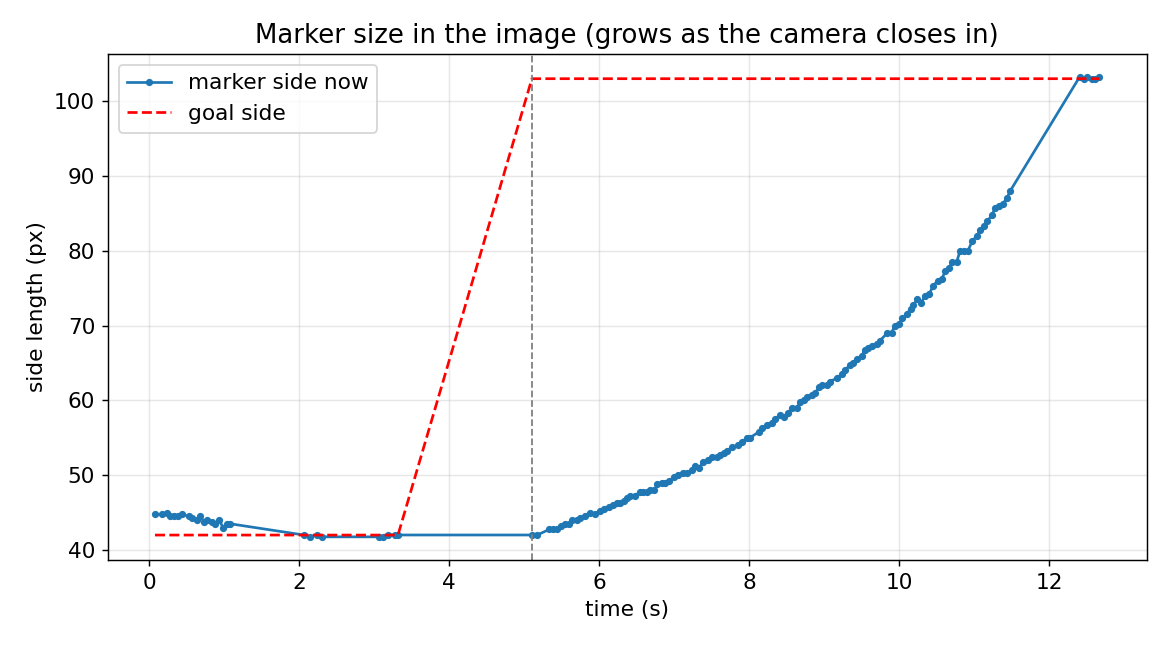 Marker size in the image (grows as the camera closes in)
marker side now
goal side
side length (px)
100
90
80
70
60
50
40
0 2 4 6 8 10 12
time (s)